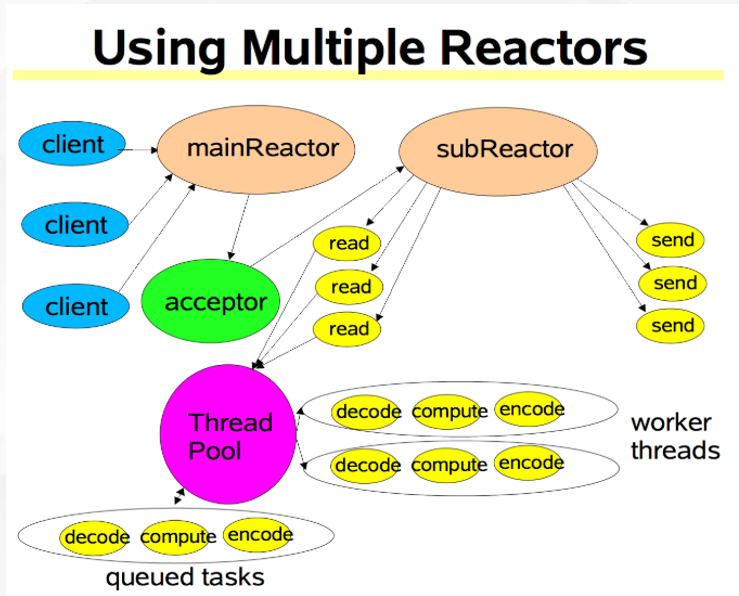 Using Multiple Reactors
client
mainReactor
subReactor
client
client
acceptor
read
read
read
send
send
send
Thread
Pool
decode compute encode
decode compute encode
worker
threads
decode compute encode
queued tasks